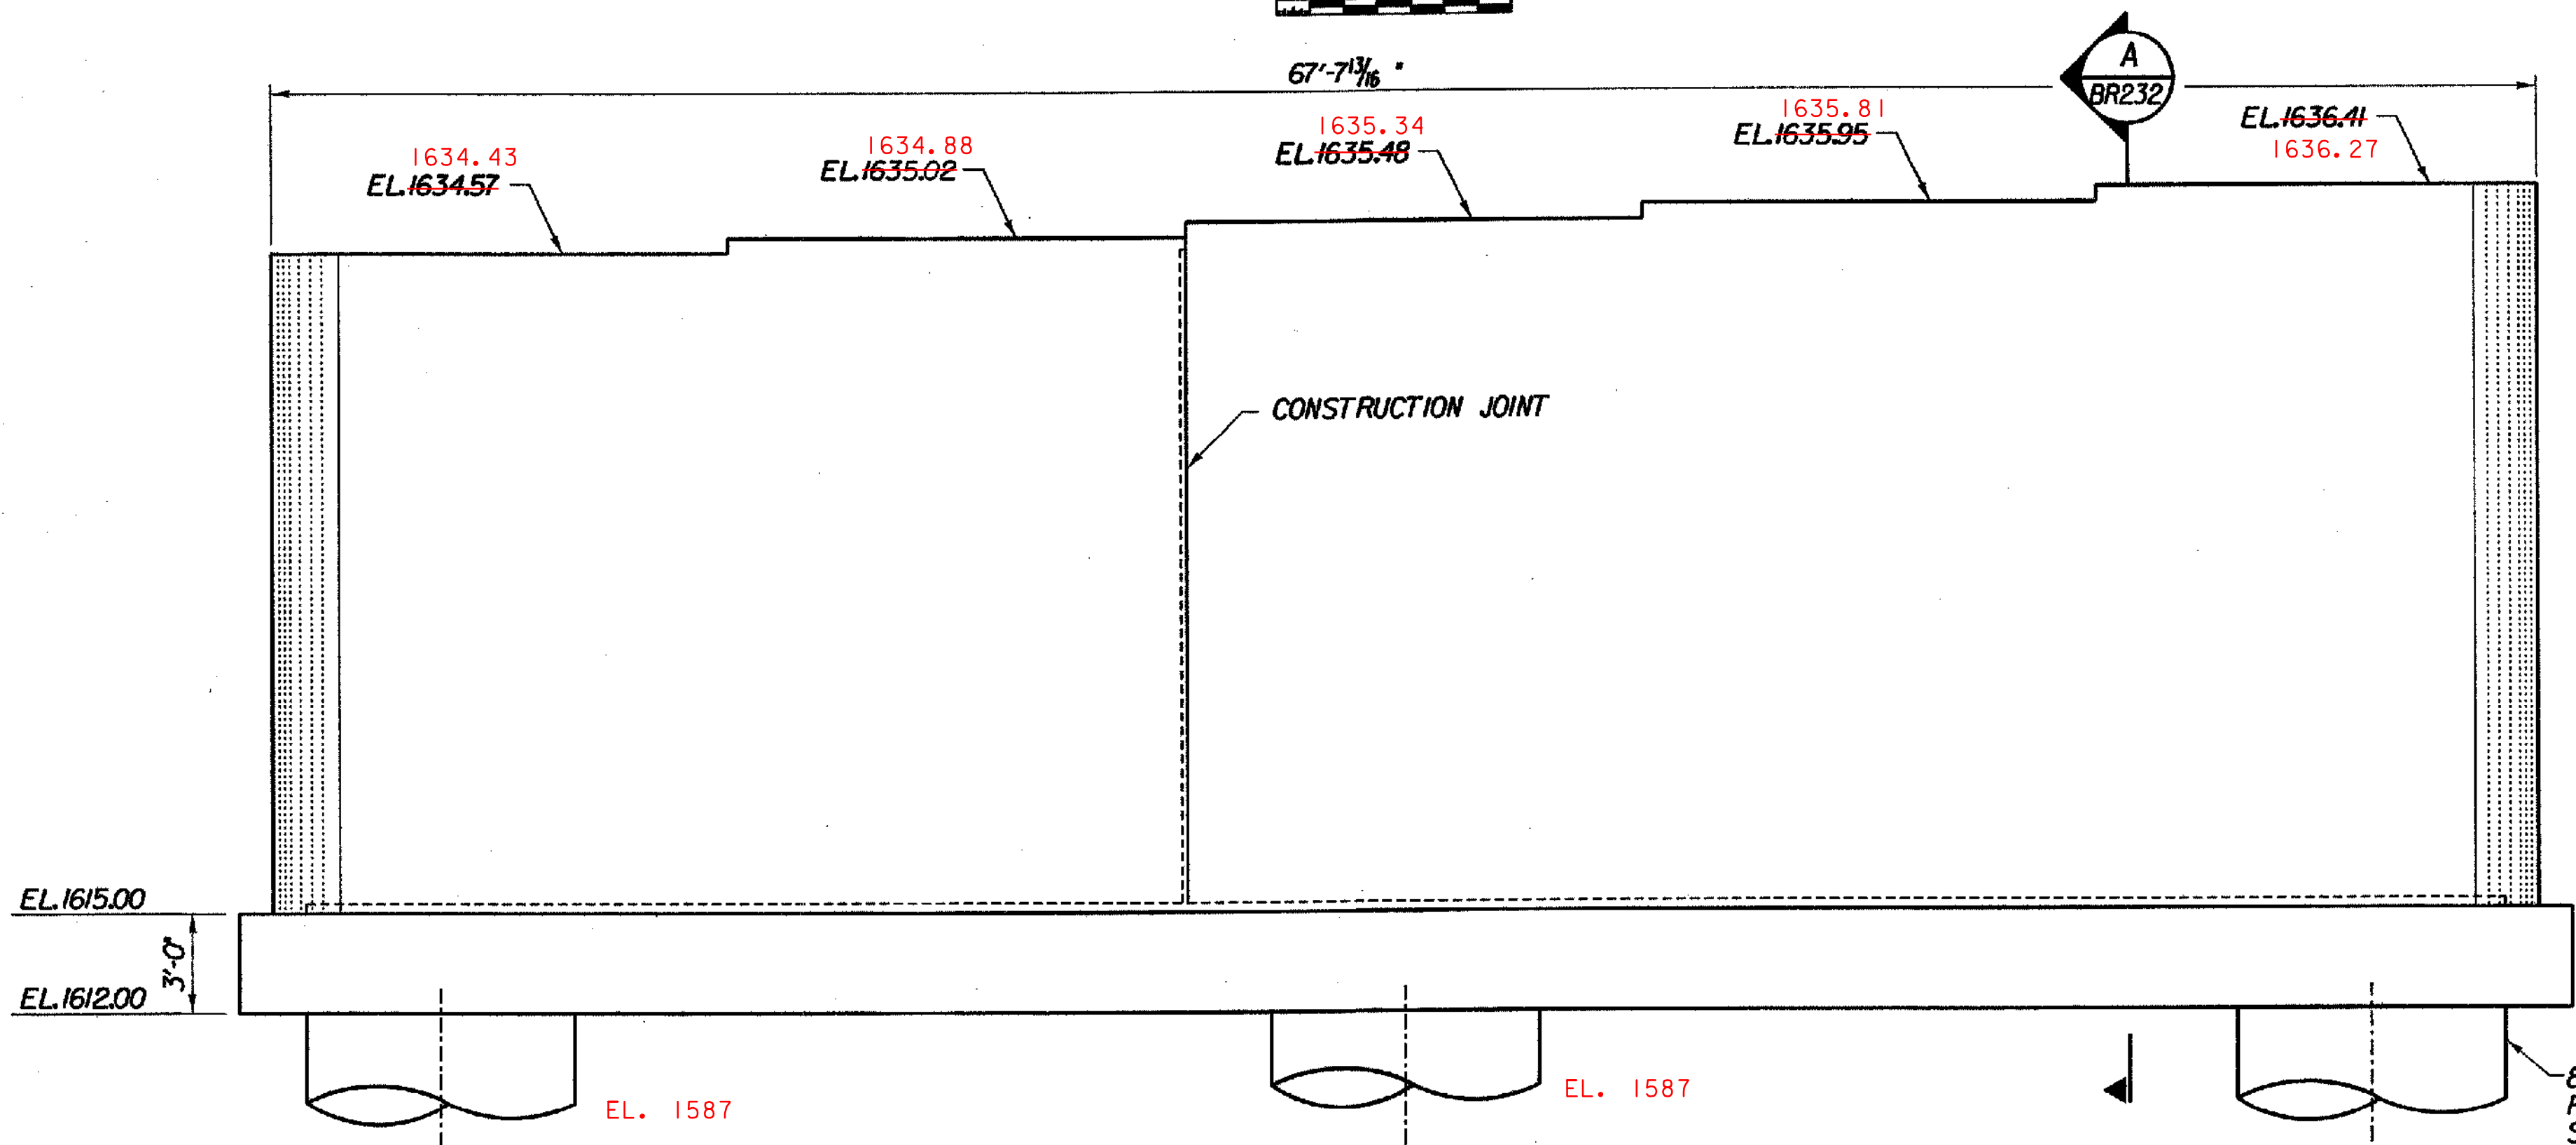 67'-7 13/16 "
A
BR232
1634.43
EL.1634.57
1634.88
EL.1635.02
1635.34
EL.1635.48
1635.81
EL.1635.95
EL.1636.41
1636.27
CONSTRUCTION JOINT
EL.1615.00
3'-0"
EL.1612.00
EL. 1587
EL. 1587